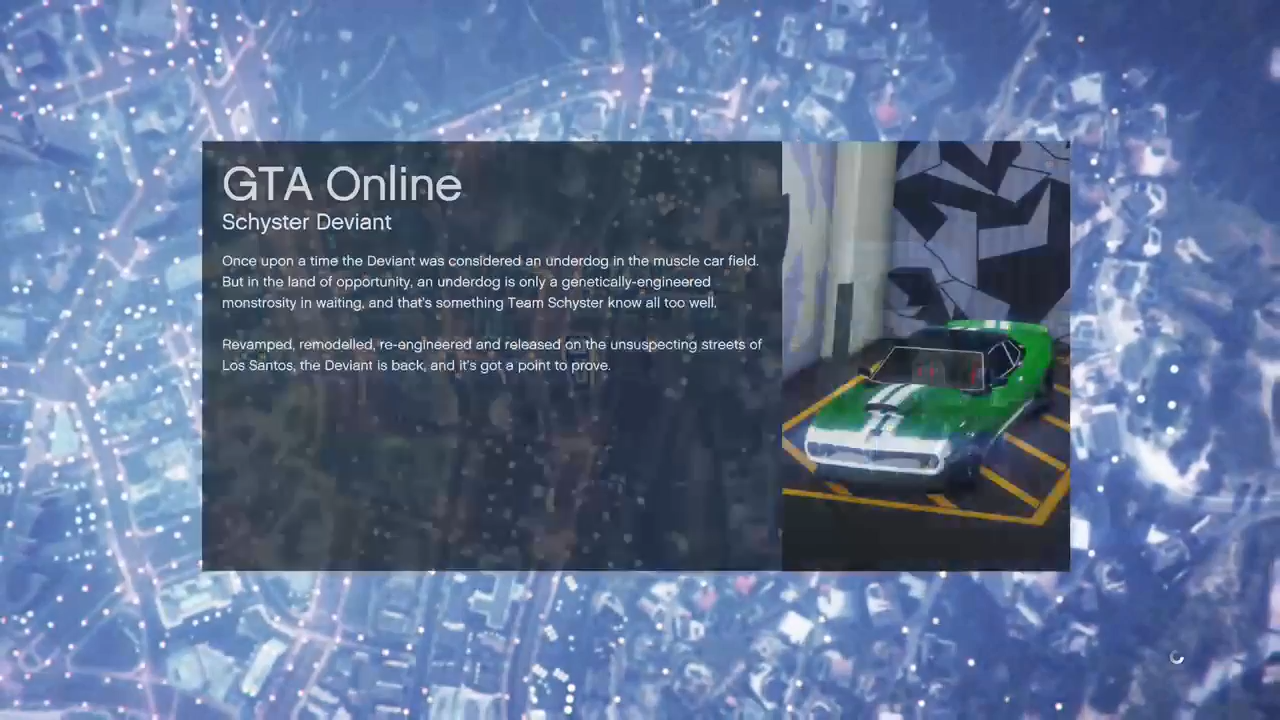 GTA Online
Schyster Deviant
Once upon a time the Deviant was considered an underdog in the muscle car field.
But in the land of opportunity, an underdog is only a genetically-engineered
monstrosity in waiting, and that's something Team Schyster know all too well.
Revamped, remodelled, re-engineered and released on the unsuspecting streets of
Los Santos, the Deviant is back, and it's got a point to prove.